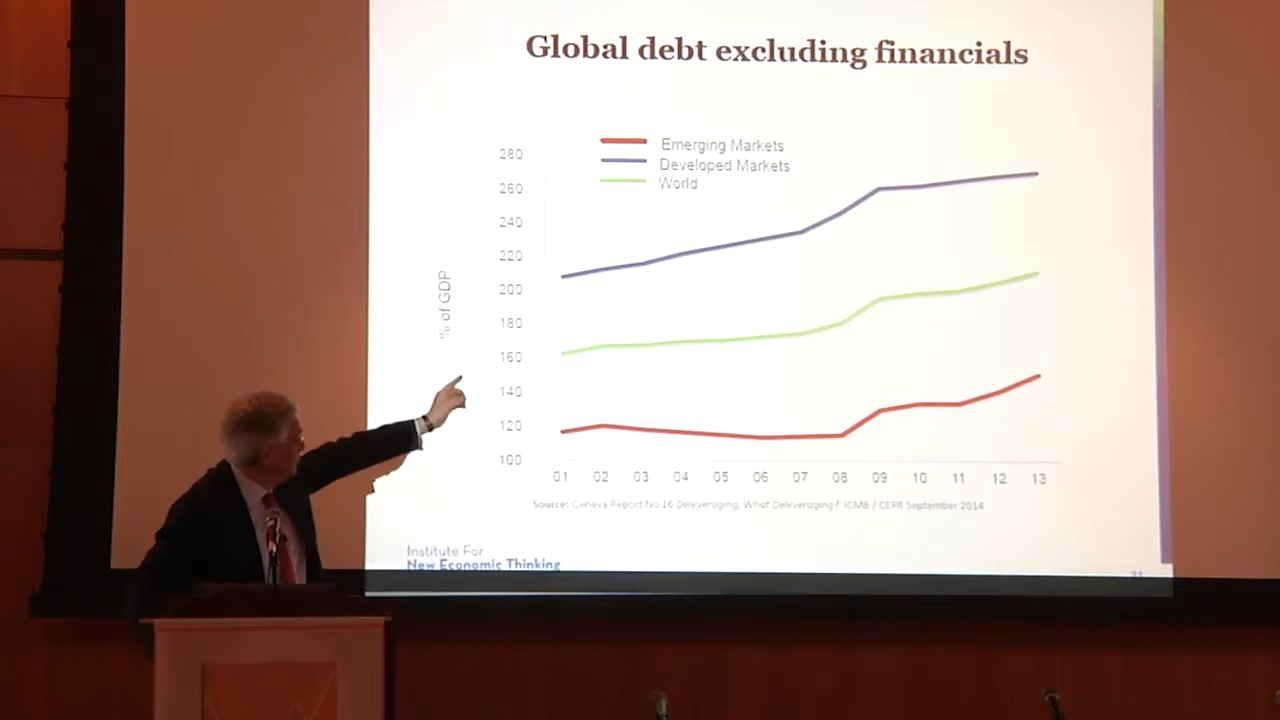 Global debt excluding financials
Emerging Markets
Developed Markets
World
280
260
240
220
200
180
160
140
120
100
% of GDP
01 02 03 04 05 06 07 08 09 10 11 12 13
Source: Geneva Report No 16 Deleveraging, What Deleveraging? ICMB / CEPR September 2014
Institute For
New Economic Thinking
21